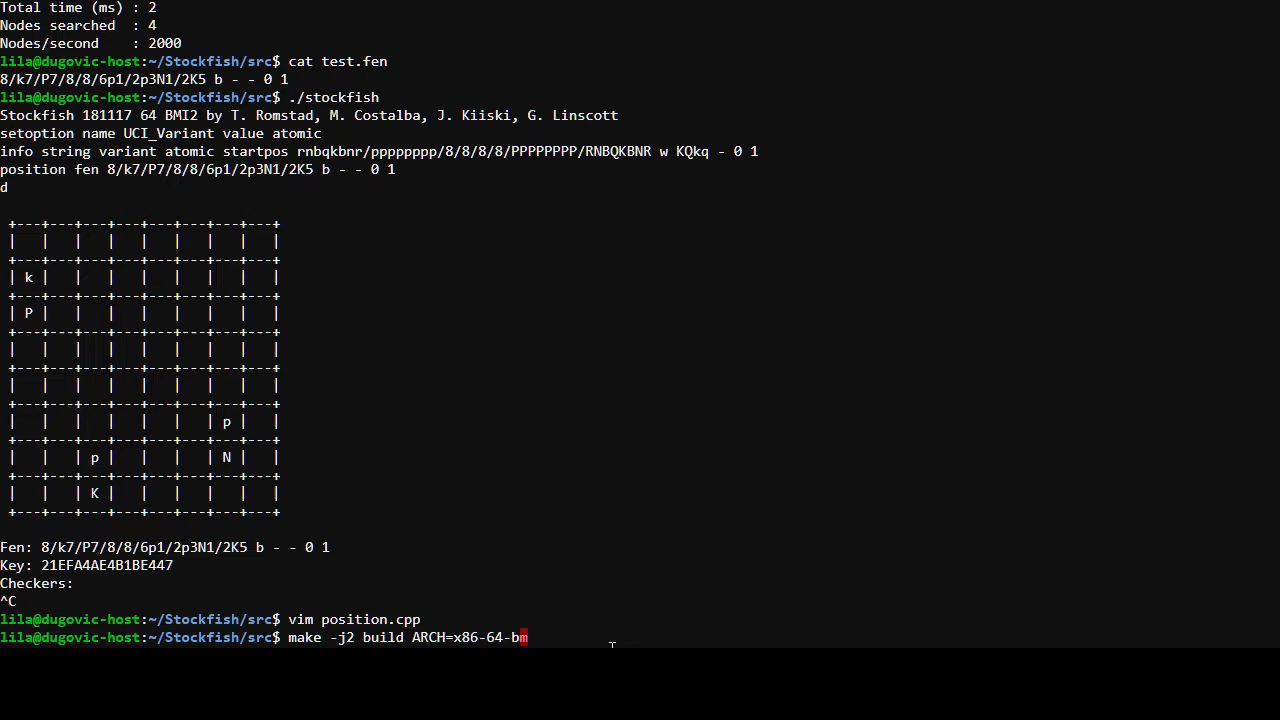 Total time (ms) : 2
Nodes searched  : 4
Nodes/second    : 2000
lila@dugovic-host:~/Stockfish/src$ cat test.fen
8/k7/P7/8/8/6p1/2p3N1/2K5 b - - 0 1
lila@dugovic-host:~/Stockfish/src$ ./stockfish
Stockfish 181117 64 BMI2 by T. Romstad, M. Costalba, J. Kiiski, G. Linscott
setoption name UCI_Variant value atomic
info string variant atomic startpos rnbqkbnr/pppppppp/8/8/8/8/PPPPPPPP/RNBQKBNR w KQkq - 0 1
position fen 8/k7/P7/8/8/6p1/2p3N1/2K5 b - - 0 1
d

 +---+---+---+---+---+---+---+---+
 |   |   |   |   |   |   |   |   |
 +---+---+---+---+---+---+---+---+
 | k |   |   |   |   |   |   |   |
 +---+---+---+---+---+---+---+---+
 | P |   |   |   |   |   |   |   |
 +---+---+---+---+---+---+---+---+
 |   |   |   |   |   |   |   |   |
 +---+---+---+---+---+---+---+---+
 |   |   |   |   |   |   |   |   |
 +---+---+---+---+---+---+---+---+
 |   |   |   |   |   |   | p |   |
 +---+---+---+---+---+---+---+---+
 |   |   | p |   |   |   | N |   |
 +---+---+---+---+---+---+---+---+
 |   |   | K |   |   |   |   |   |
 +---+---+---+---+---+---+---+---+

Fen: 8/k7/P7/8/8/6p1/2p3N1/2K5 b - - 0 1
Key: 21EFA4AE4B1BE447
Checkers:
^C
lila@dugovic-host:~/Stockfish/src$ vim position.cpp
lila@dugovic-host:~/Stockfish/src$ make -j2 build ARCH=x86-64-bm